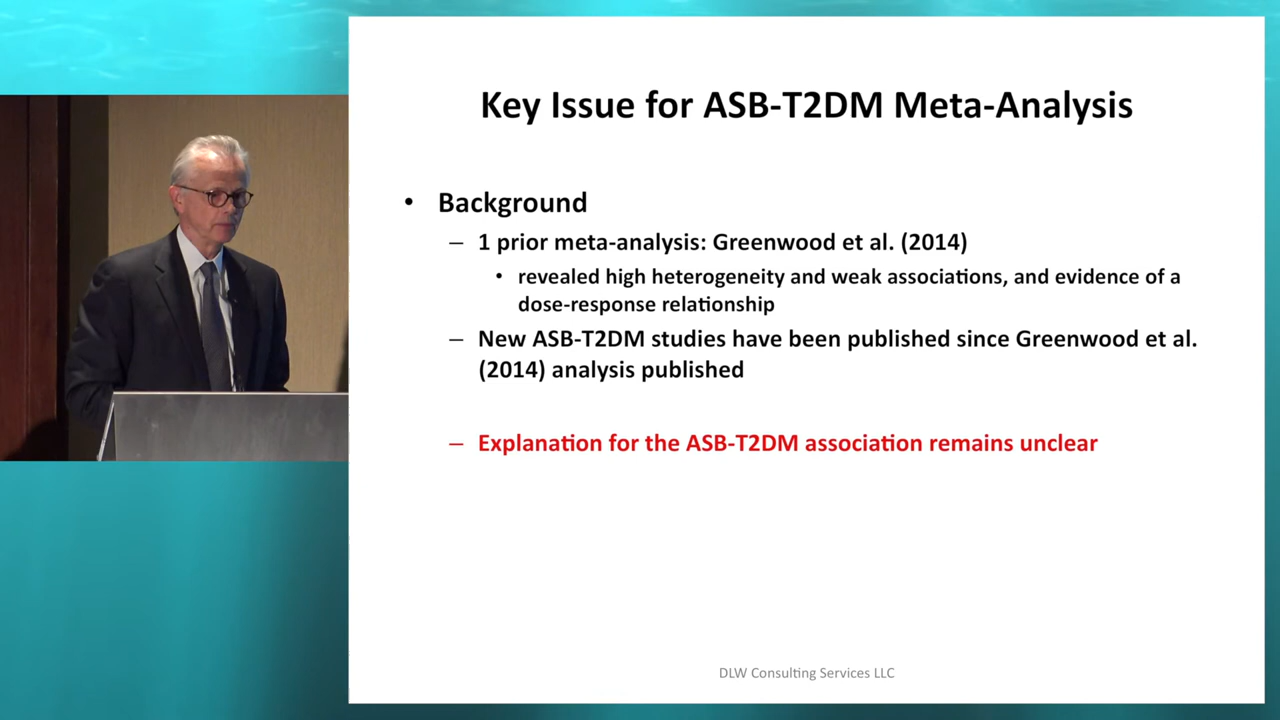 Key Issue for ASB-T2DM Meta-Analysis
• Background
– 1 prior meta-analysis: Greenwood et al. (2014)
• revealed high heterogeneity and weak associations, and evidence of a
dose-response relationship
– New ASB-T2DM studies have been published since Greenwood et al.
(2014) analysis published
– Explanation for the ASB-T2DM association remains unclear
DLW Consulting Services LLC